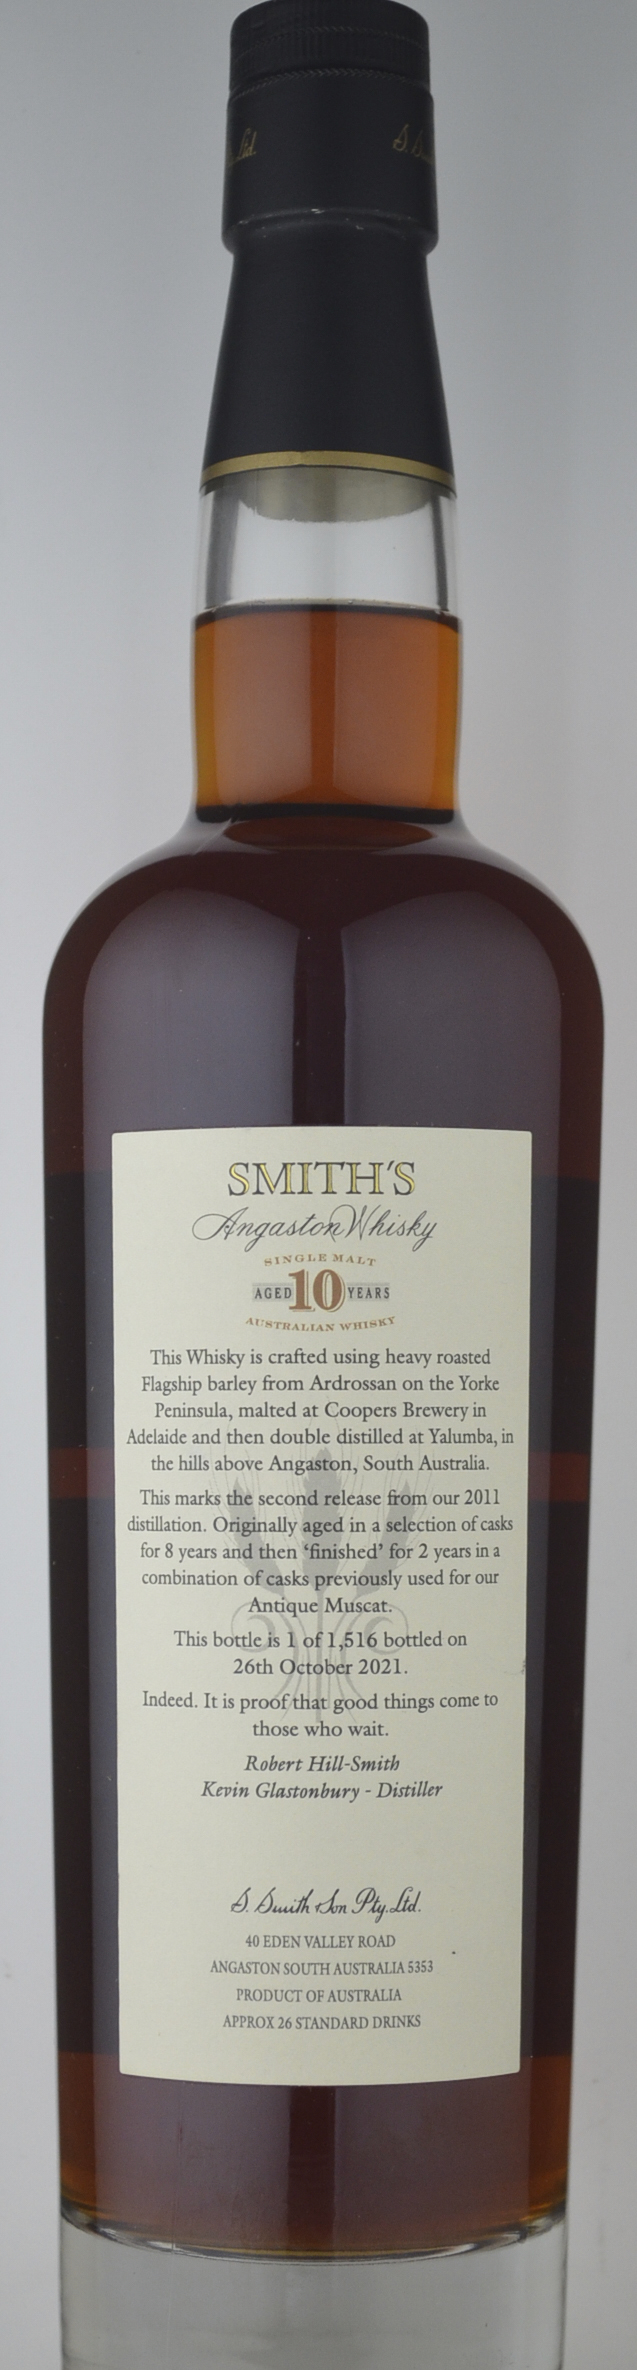 Ltd.
S. S
SMITH'S
Angaston Whisky
SINGLE MALT
AGED 10 YEARS
AUSTRALIAN WHISKY
This Whisky is crafted using heavy roasted
Flagship barley from Ardrossan on the Yorke
Peninsula, malted at Coopers Brewery in
Adelaide and then double distilled at Yalumba, in
the hills above Angaston, South Australia.
This marks the second release from our 2011
distillation. Originally aged in a selection of casks
for 8 years and then 'finished' for 2 years in a
combination of casks previously used for our
Antique Muscat.
This bottle is 1 of 1,516 bottled on
26th October 2021.
Indeed. It is proof that good things come to
those who wait.
Robert Hill-Smith
Kevin Glastonbury - Distiller
S. Smith & Son Pty. Ltd.
40 EDEN VALLEY ROAD
ANGASTON SOUTH AUSTRALIA 5353
PRODUCT OF AUSTRALIA
APPROX 26 STANDARD DRINKS